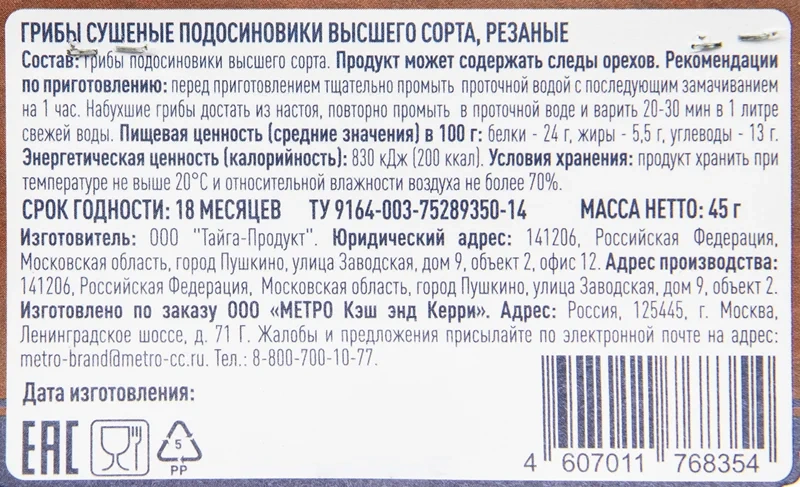 ГРИБЫ СУШЕНЫЕ ПОДОСИНОВИКИ ВЫСШЕГО СОРТА, РЕЗАНЫЕ
Состав: грибы подосиновики высшего сорта. Продукт может содержать следы орехов. Рекомендации
по приготовлению: перед приготовлением тщательно промыть проточной водой с последующим замачиванием
на 1 час. Набухшие грибы достать из настоя, повторно промыть в проточной воде и варить 20-30 мин в 1 литре
свежей воды. Пищевая ценность (средние значения) в 100 г: белки - 24 г, жиры - 5,5 г, углеводы - 13 г.
Энергетическая ценность (калорийность): 830 кДж (200 ккал). Условия хранения: продукт хранить при
температуре не выше 20°С и относительной влажности воздуха не более 70%.
СРОК ГОДНОСТИ: 18 МЕСЯЦЕВ ТУ 9164-003-75289350-14 МАССА НЕТТО: 45 г
Изготовитель: ООО "Тайга-Продукт". Юридический адрес: 141206, Российская Федерация,
Московская область, город Пушкино, улица Заводская, дом 9, объект 2, офис 12. Адрес производства:
141206, Российская Федерация, Московская область, город Пушкино, улица Заводская, дом 9, объект 2.
Изготовлено по заказу ООО «МЕТРО Кэш энд Керри». Адрес: Россия, 125445, г. Москва,
Ленинградское шоссе, д. 71 Г. Жалобы и предложения присылайте по электронной почте на адрес:
metro-brand@metro-cc.ru. Тел.: 8-800-700-10-77.
Дата изготовления:
EAC
5
PP
4 607011 768354